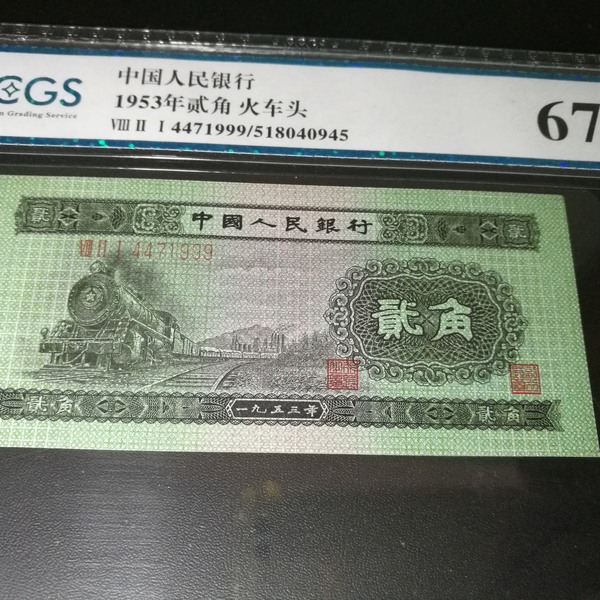 CGS
n Grading Service
中国人民银行
1953年贰角 火车头
Ⅷ Ⅱ Ⅰ 4471999/518040945
67
貳 中國人民銀行 貳
Ⅷ Ⅱ Ⅰ 4471999
貳角
貳角 一九五三年 貳角